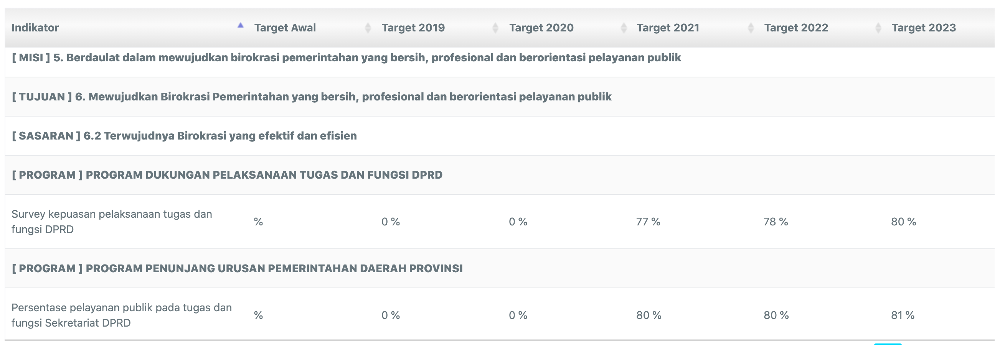 Indikator Target Awal Target 2019 Target 2020 Target 2021 Target 2022 Target 2023
[ MISI ] 5. Berdaulat dalam mewujudkan birokrasi pemerintahan yang bersih, profesional dan berorientasi pelayanan publik
[ TUJUAN ] 6. Mewujudkan Birokrasi Pemerintahan yang bersih, profesional dan berorientasi pelayanan publik
[ SASARAN ] 6.2 Terwujudnya Birokrasi yang efektif dan efisien
[ PROGRAM ] PROGRAM DUKUNGAN PELAKSANAAN TUGAS DAN FUNGSI DPRD
Survey kepuasan pelaksanaan tugas dan
fungsi DPRD
% 0 % 0 % 77 % 78 % 80 %
[ PROGRAM ] PROGRAM PENUNJANG URUSAN PEMERINTAHAN DAERAH PROVINSI
Persentase pelayanan publik pada tugas dan
fungsi Sekretariat DPRD
% 0 % 0 % 80 % 80 % 81 %